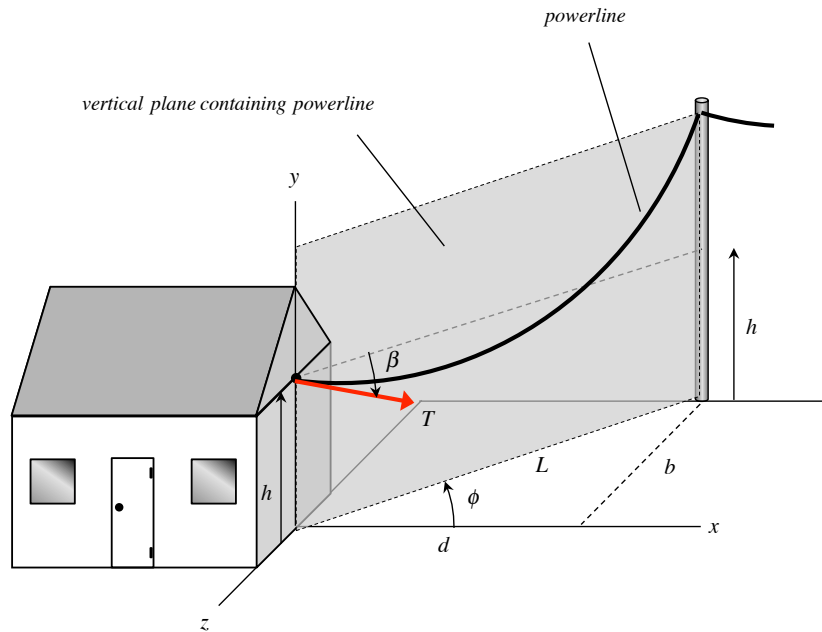 powerline
vertical plane containing powerline
y
h
β
T
h
L
b
ϕ
x
d
z